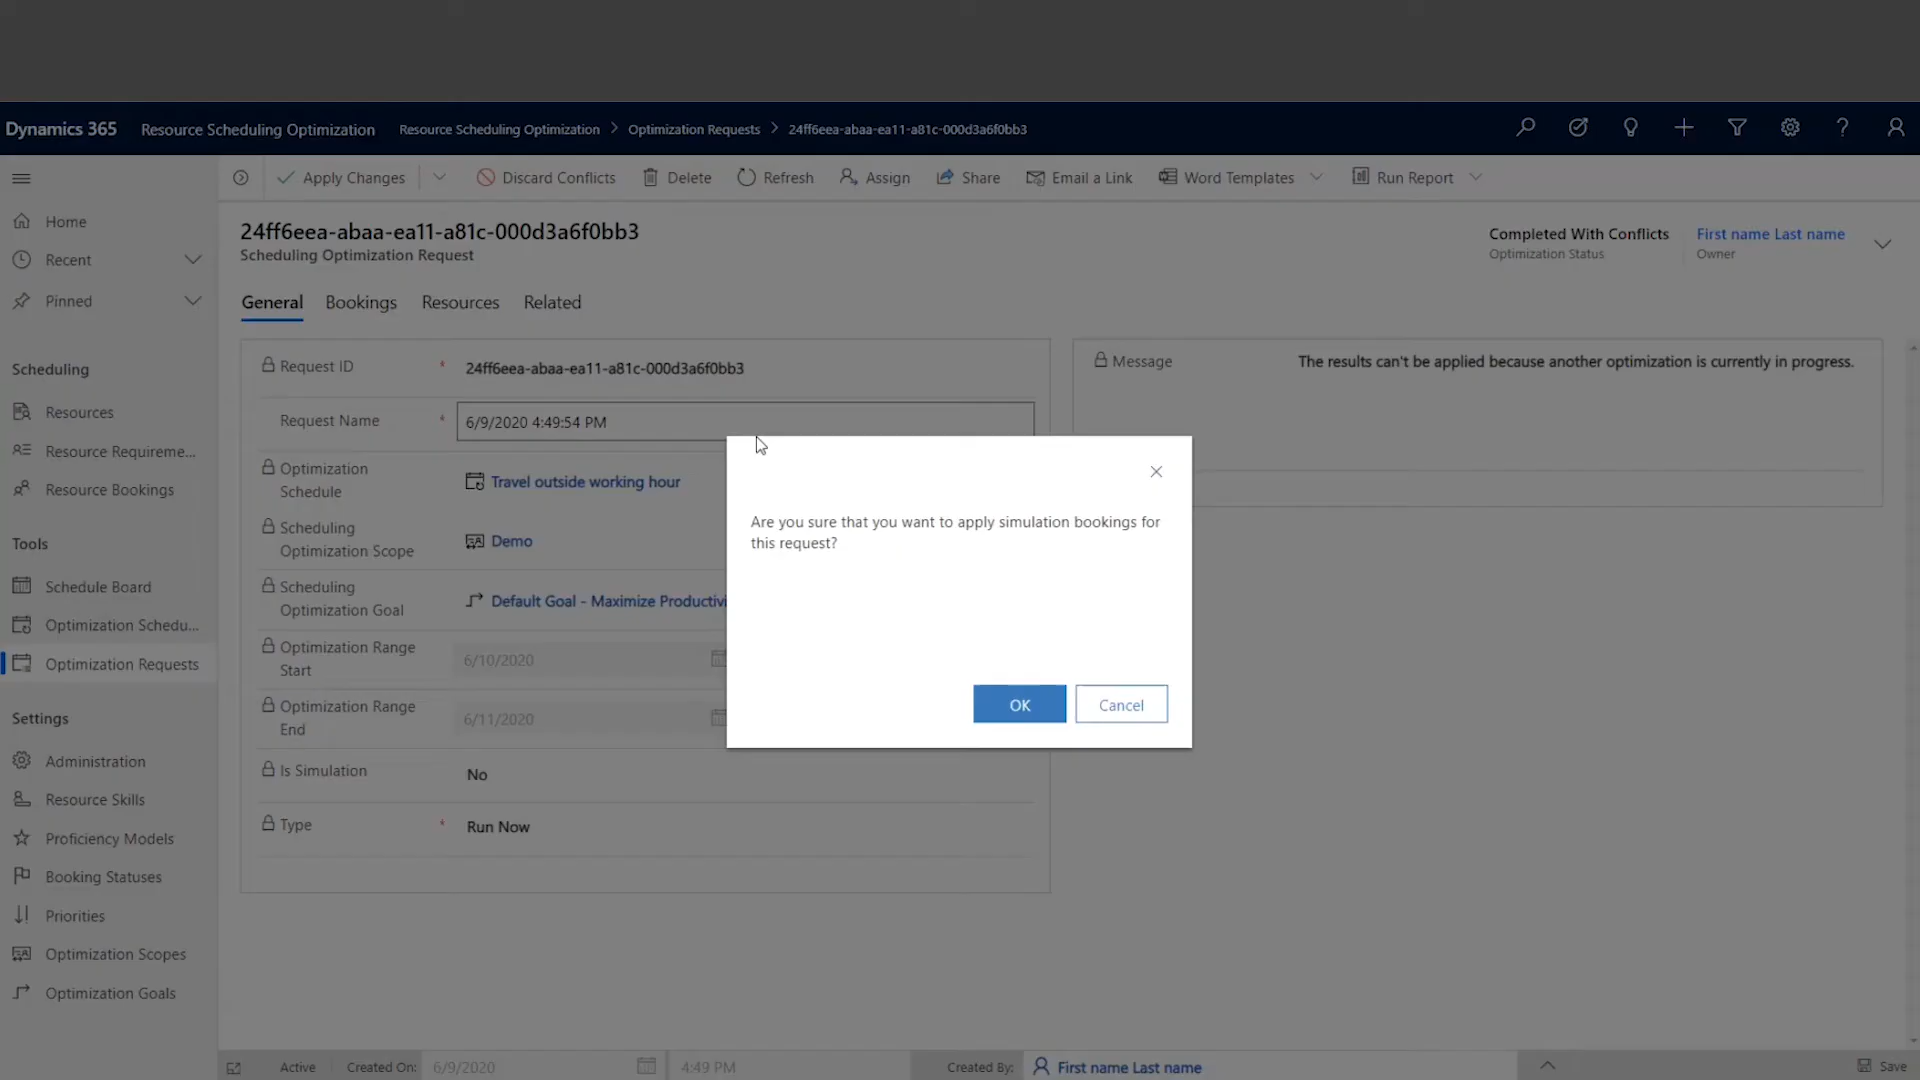 Dynamics 365 Resource Scheduling Optimization Resource Scheduling Optimization Optimization Requests 24ff6eea-abaa-ea11-a81c-000d3a6f0bb3
Apply Changes Discard Conflicts Delete Refresh Assign Share Email a Link Word Templates Run Report
Home
Recent
Pinned
Scheduling
Resources
Resource Requireme...
Resource Bookings
Tools
Schedule Board
Optimization Schedu...
Optimization Requests
Settings
Administration
Resource Skills
Proficiency Models
Booking Statuses
Priorities
Optimization Scopes
Optimization Goals
24ff6eea-abaa-ea11-a81c-000d3a6f0bb3
Scheduling Optimization Request
Completed With Conflicts
Optimization Status
First name Last name
Owner
General Bookings Resources Related
Request ID * 24ff6eea-abaa-ea11-a81c-000d3a6f0bb3
Request Name * 6/9/2020 4:49:54 PM
Optimization
Schedule
Travel outside working hour
Scheduling
Optimization Scope
Demo
Scheduling
Optimization Goal
Default Goal - Maximize Productivi
Optimization Range
Start
6/10/2020
Optimization Range
End
6/11/2020
Is Simulation No
Type * Run Now
Message The results can't be applied because another optimization is currently in progress.
Are you sure that you want to apply simulation bookings for
this request?
OK Cancel
Active Created On: 6/9/2020 4:49 PM Created By: First name Last name Save